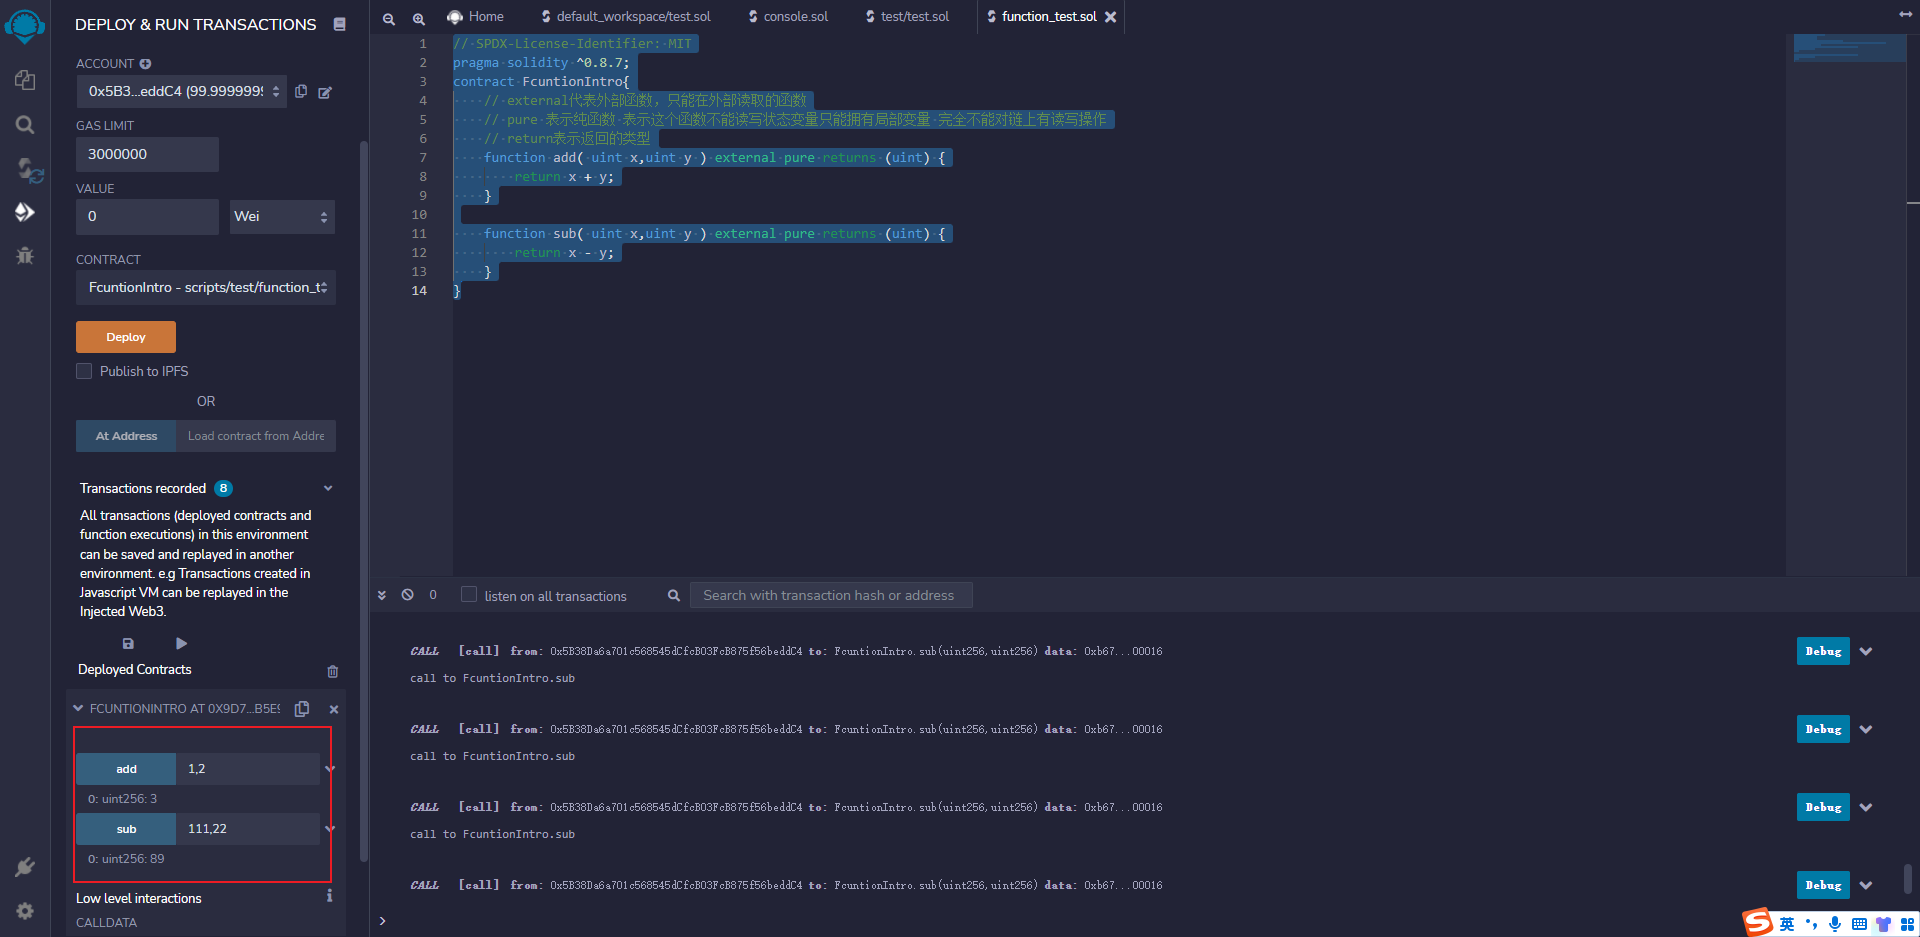 DEPLOY & RUN TRANSACTIONS
ACCOUNT
0x5B3...eddC4 (99.9999999
GAS LIMIT
3000000
VALUE
0
Wei
CONTRACT
FcuntionIntro - scripts/test/function_t
Deploy
Publish to IPFS
OR
At Address
Load contract from Addre
Transactions recorded 8
All transactions (deployed contracts and
function executions) in this environment
can be saved and replayed in another
environment. e.g Transactions created in
Javascript VM can be replayed in the
Injected Web3.
Deployed Contracts
FCUNTIONINTRO AT 0X9D7...B5E9
add 1,2
0: uint256: 3
sub 111,22
0: uint256: 89
Low level interactions
CALLDATA
Home default_workspace/test.sol console.sol test/test.sol function_test.sol
1 // SPDX-License-Identifier: MIT
2 pragma solidity ^0.8.7;
3 contract FcuntionIntro{
4 // external代表外部函数，只能在外部读取的函数
5 // pure 表示纯函数 表示这个函数不能读写状态变量只能拥有局部变量 完全不能对链上有读写操作
6 // return表示返回的类型
7 function add( uint x,uint y ) external pure returns (uint) {
8 return x + y;
9 }
10
11 function sub( uint x,uint y ) external pure returns (uint) {
12 return x - y;
13 }
14 }
0 listen on all transactions Search with transaction hash or address
CALL [call] from: 0x5B38Da6a701c568545dCfcB03FcB875f56beddC4 to: FcuntionIntro.sub(uint256,uint256) data: 0xb67...00016 Debug
call to FcuntionIntro.sub
CALL [call] from: 0x5B38Da6a701c568545dCfcB03FcB875f56beddC4 to: FcuntionIntro.sub(uint256,uint256) data: 0xb67...00016 Debug
call to FcuntionIntro.sub
CALL [call] from: 0x5B38Da6a701c568545dCfcB03FcB875f56beddC4 to: FcuntionIntro.sub(uint256,uint256) data: 0xb67...00016 Debug
call to FcuntionIntro.sub
CALL [call] from: 0x5B38Da6a701c568545dCfcB03FcB875f56beddC4 to: FcuntionIntro.sub(uint256,uint256) data: 0xb67...00016 Debug
>
英